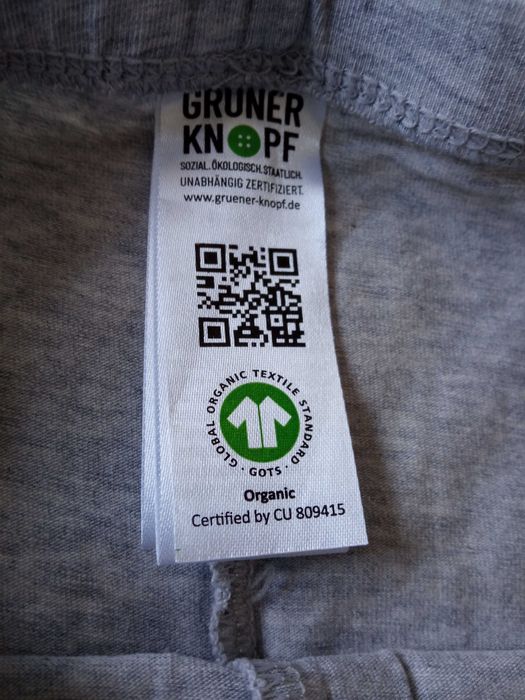 GRÜNER
KNOPF
SOZIAL.ÖKOLOGISCH.STAATLICH.
UNABHÄNGIG ZERTIFIZIERT.
www.gruener-knopf.de
GLOBAL ORGANIC TEXTILE STANDARD
· GOTS ·
Organic
Certified by CU 809415